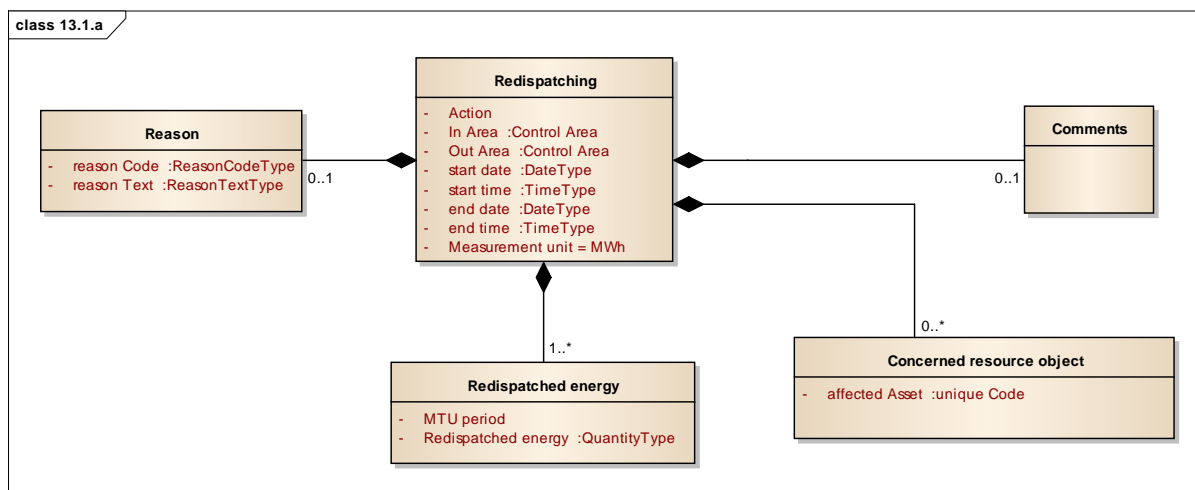 class 13.1.a
Redispatching
- Action
- In Area :Control Area
- Out Area :Control Area
- start date :DateType
- start time :TimeType
- end date :DateType
- end time :TimeType
- Measurement unit = MWh
Reason
- reason Code :ReasonCodeType
- reason Text :ReasonTextType
0..1
Comments
0..1
1..*
Redispatched energy
- MTU period
- Redispatched energy :QuantityType
0..*
Concerned resource object
- affected Asset :unique Code